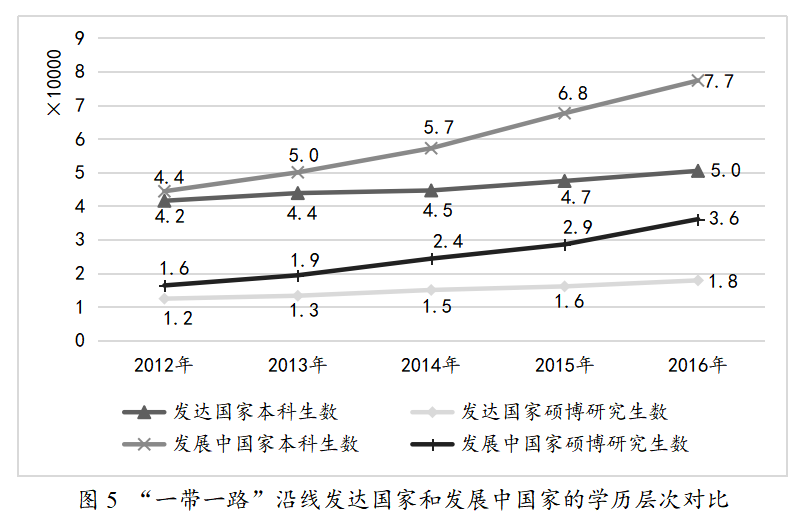 ×10000
9
8
7
6
5
4
3
2
1
0
4.4 5.0 5.7 6.8 7.7
4.2 4.4 4.5 4.7 5.0
1.6 1.9 2.4 2.9 3.6
1.2 1.3 1.5 1.6 1.8
2012年 2013年 2014年 2015年 2016年
发达国家本科生数 发达国家硕博研究生数
发展中国家本科生数 发展中国家硕博研究生数
图 5 “一带一路”沿线发达国家和发展中国家的学历层次对比